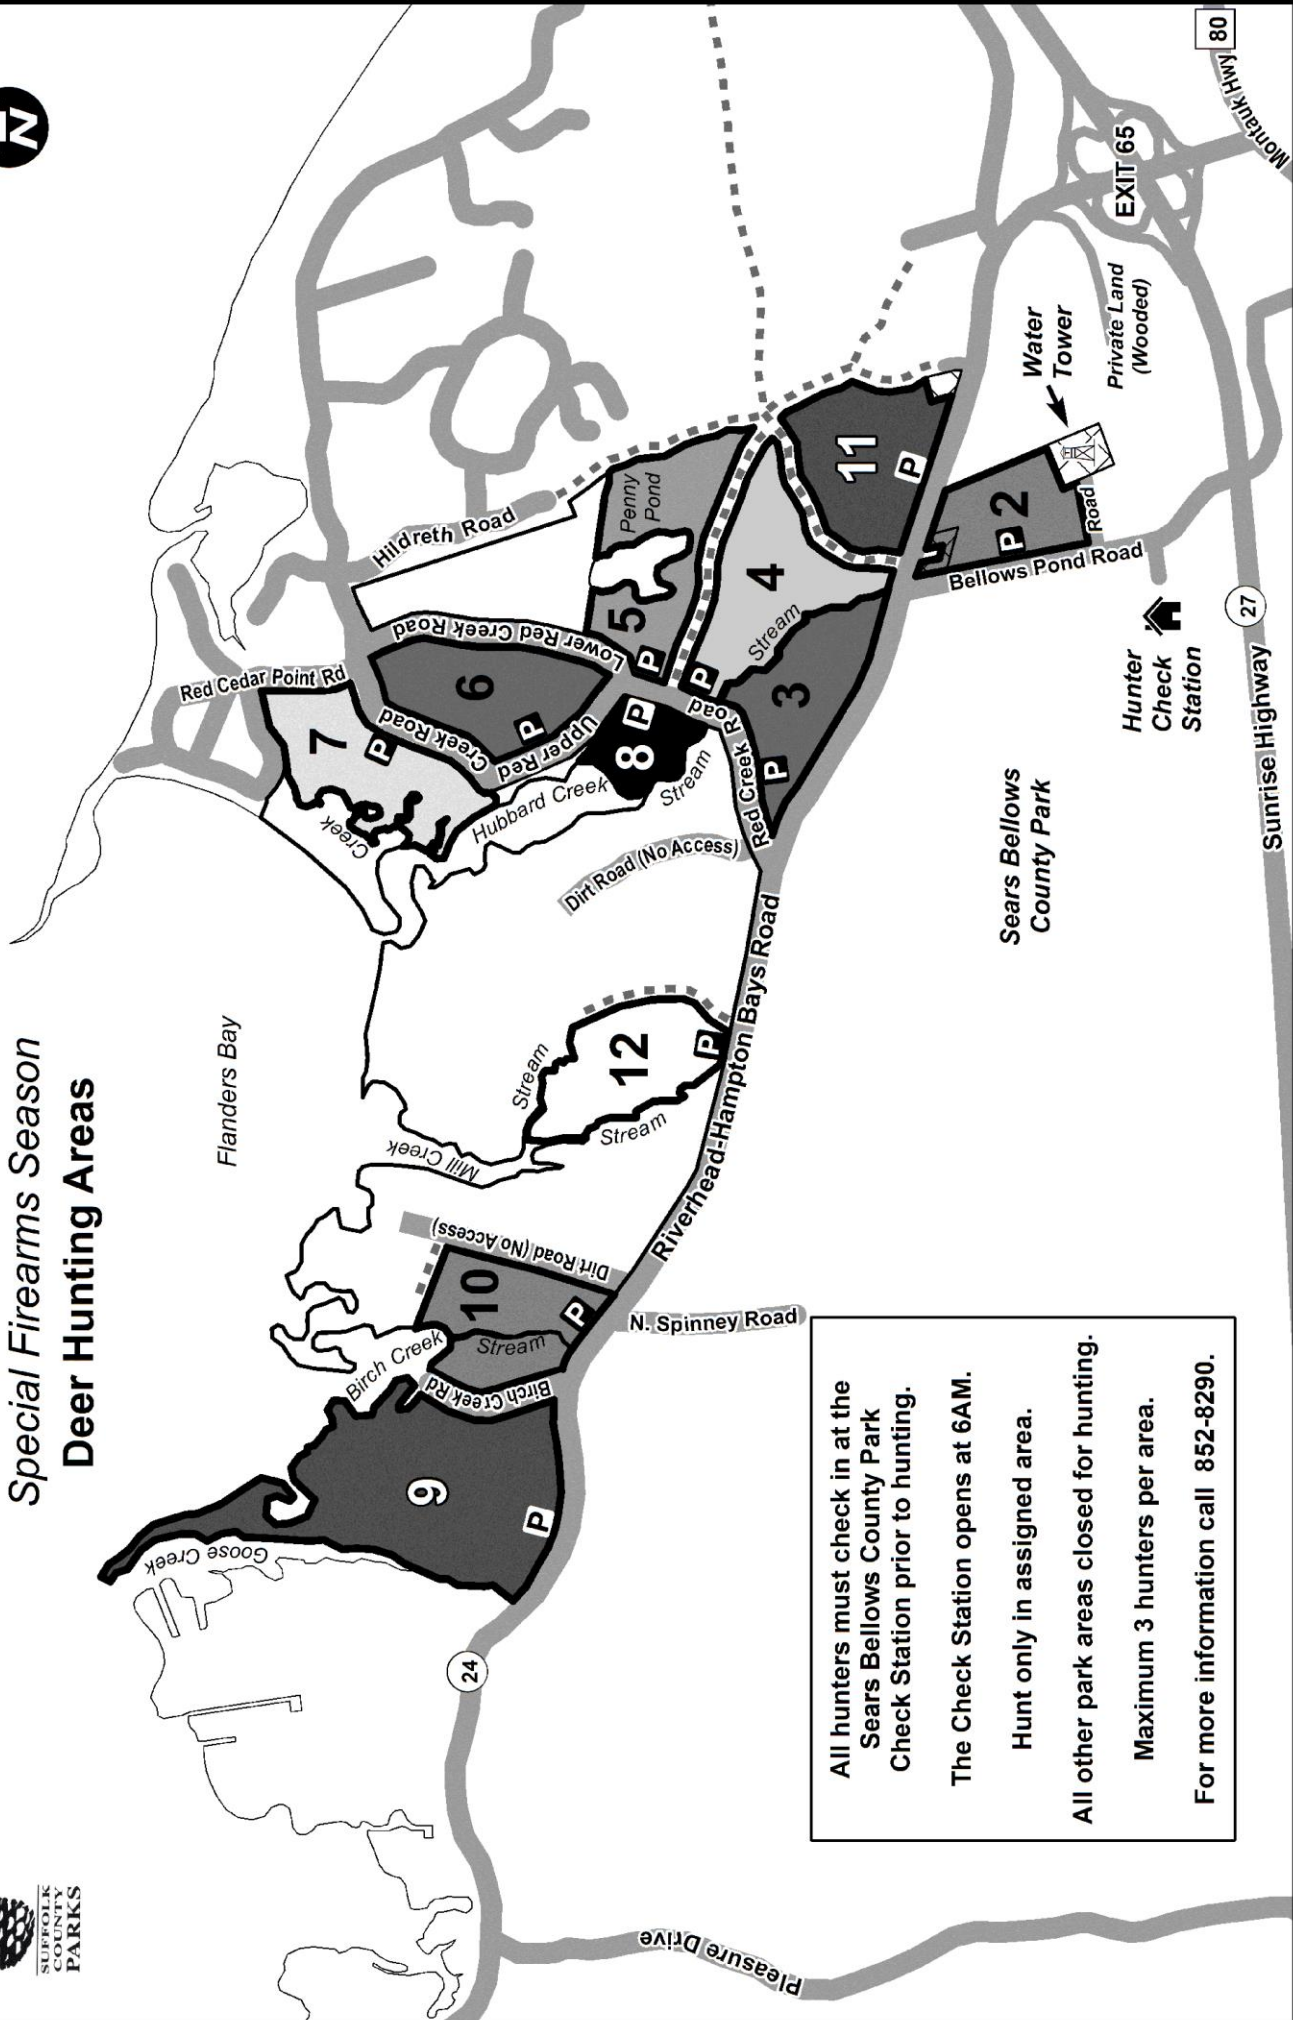 Special Firearms Season
Deer Hunting Areas
N
SUFFOLK
COUNTY
PARKS
Flanders Bay
Goose Creek
Birch Creek
Birch Creek Rd
Stream
Dirt Road (No Access)
Mill Creek
Stream
Stream
Creek
Hubbard Creek
Stream
Dirt Road (No Access)
Red Cedar Point Rd
Creek Road
Upper Red
Lower Red Creek Road
Hildreth Road
Penny
Pond
Red Creek Road
Stream
24
9
P
10
P
12
P
7
P
6
P
8
P
5
P
4
P
3
P
11
P
2
P
N. Spinney Road
Riverhead-Hampton Bays Road
Pleasure Drive
Bellows Pond Road
Road
Water
Tower
Private Land
(Wooded)
EXIT 65
Montauk Hwy
80
Hunter
Check
Station
Sears Bellows
County Park
27
Sunrise Highway
All hunters must check in at the
Sears Bellows County Park
Check Station prior to hunting.
The Check Station opens at 6AM.
Hunt only in assigned area.
All other park areas closed for hunting.
Maximum 3 hunters per area.
For more information call 852-8290.